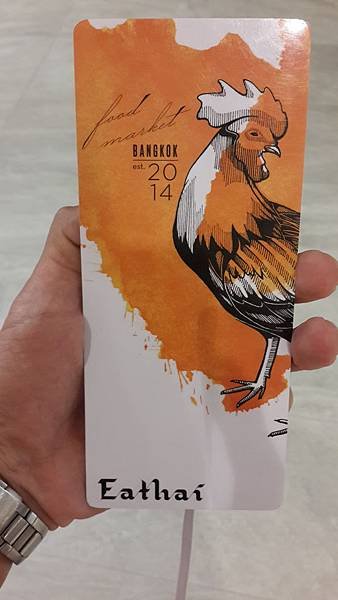 food
market
BANGKOK
est. 20
14
Eathai